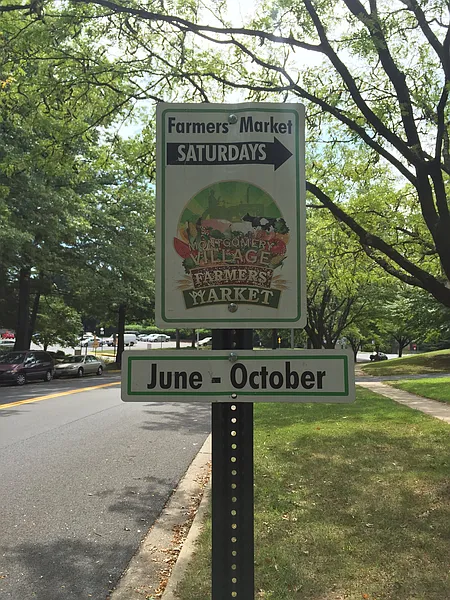 Farmers' Market
SATURDAYS
MONTGOMERY
VILLAGE
FARMERS'
MARKET
June - October